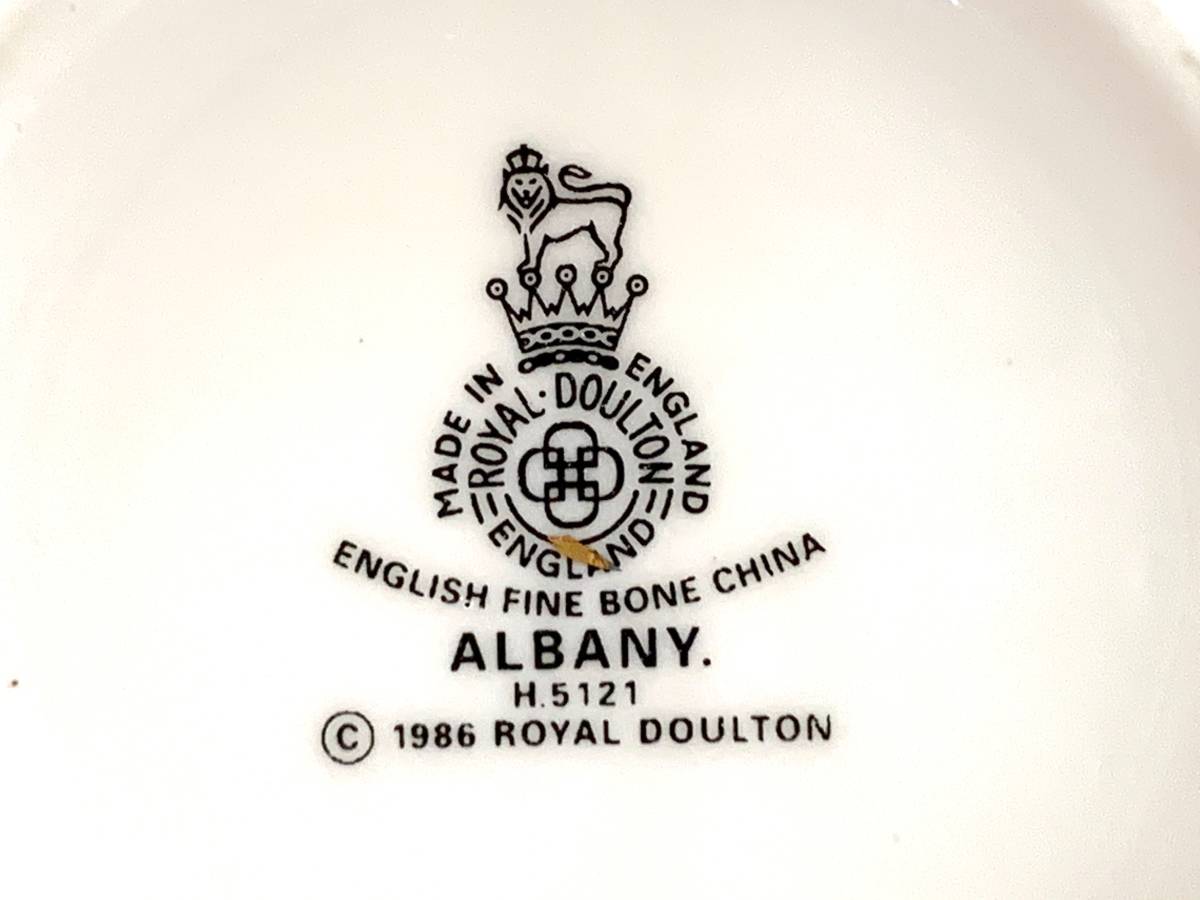 MADE IN ENGLAND
ROYAL·DOULTON
ENGLAND
ENGLISH FINE BONE CHINA
ALBANY.
H.5121
© 1986 ROYAL DOULTON